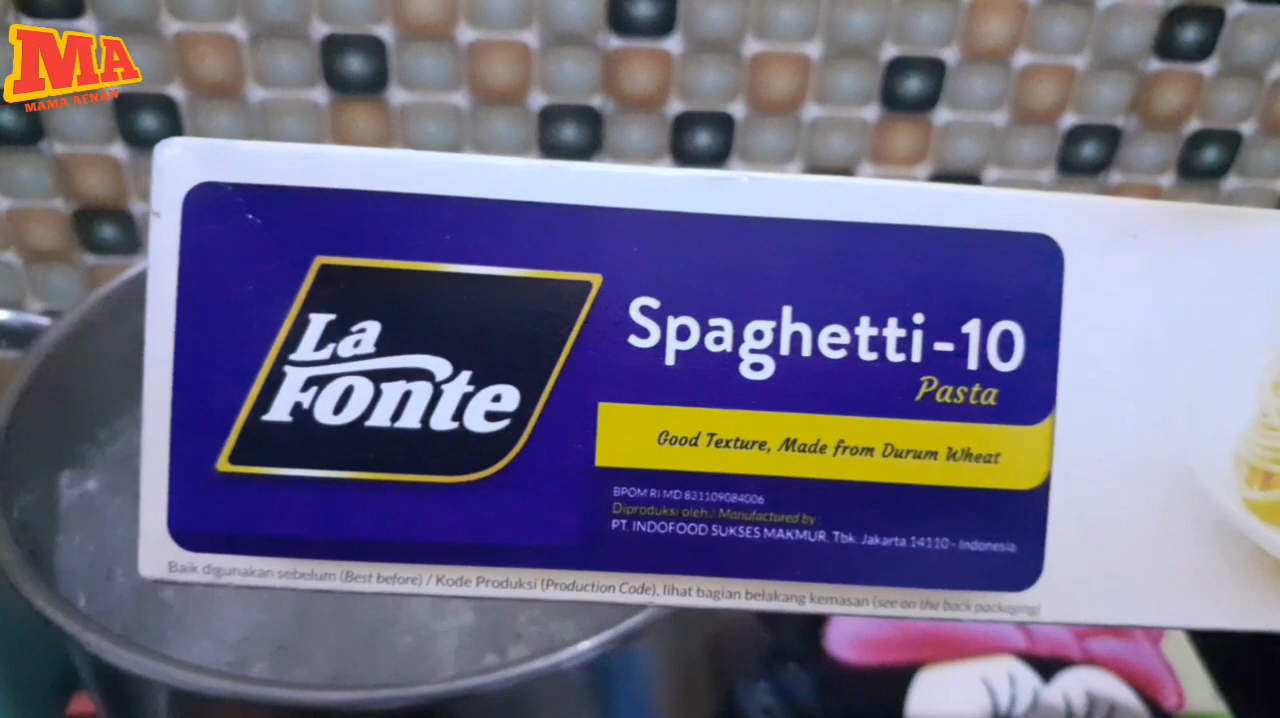 MA
MAMA AFNAN
La
Fonte
Spaghetti-10
Pasta
Good Texture, Made from Durum Wheat
BPOM RI MD 831109084006
Diproduksi oleh / Manufactured by :
PT. INDOFOOD SUKSES MAKMUR, Tbk. Jakarta 14110 - Indonesia
Baik digunakan sebelum (Best before) / Kode Produksi (Production Code), lihat bagian belakang kemasan (see on the back packaging)